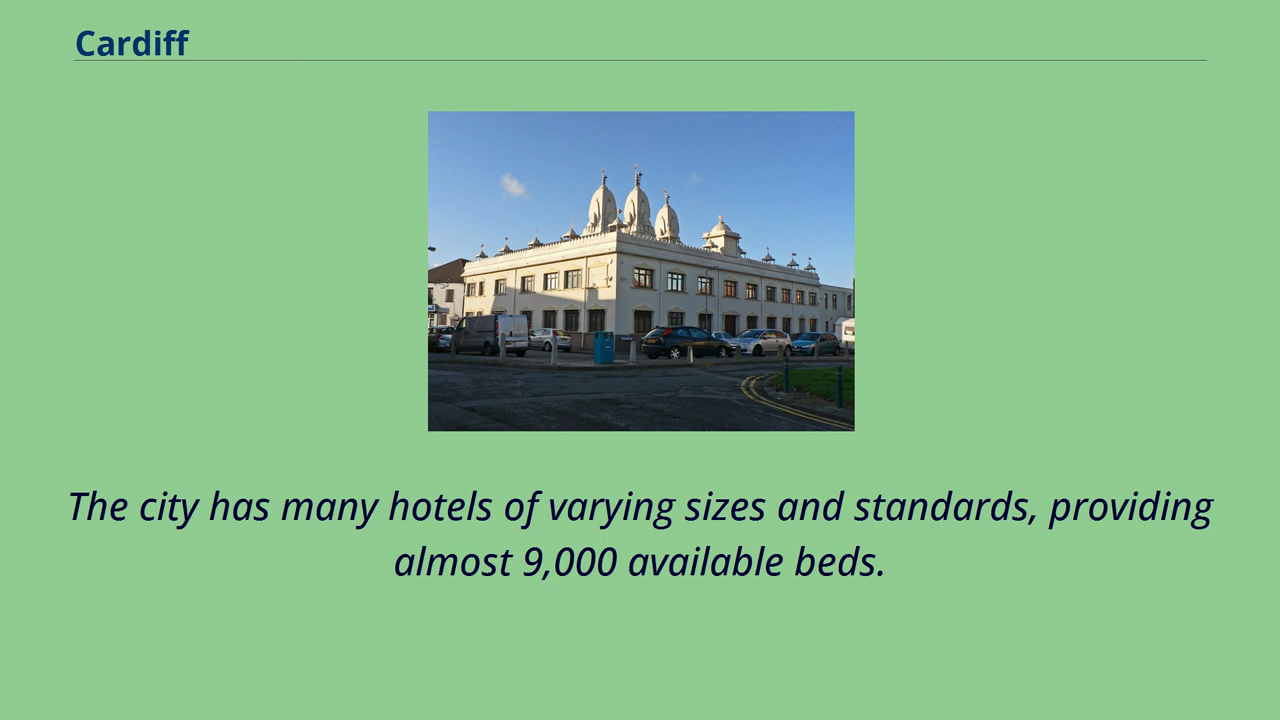 Cardiff
The city has many hotels of varying sizes and standards, providing
almost 9,000 available beds.